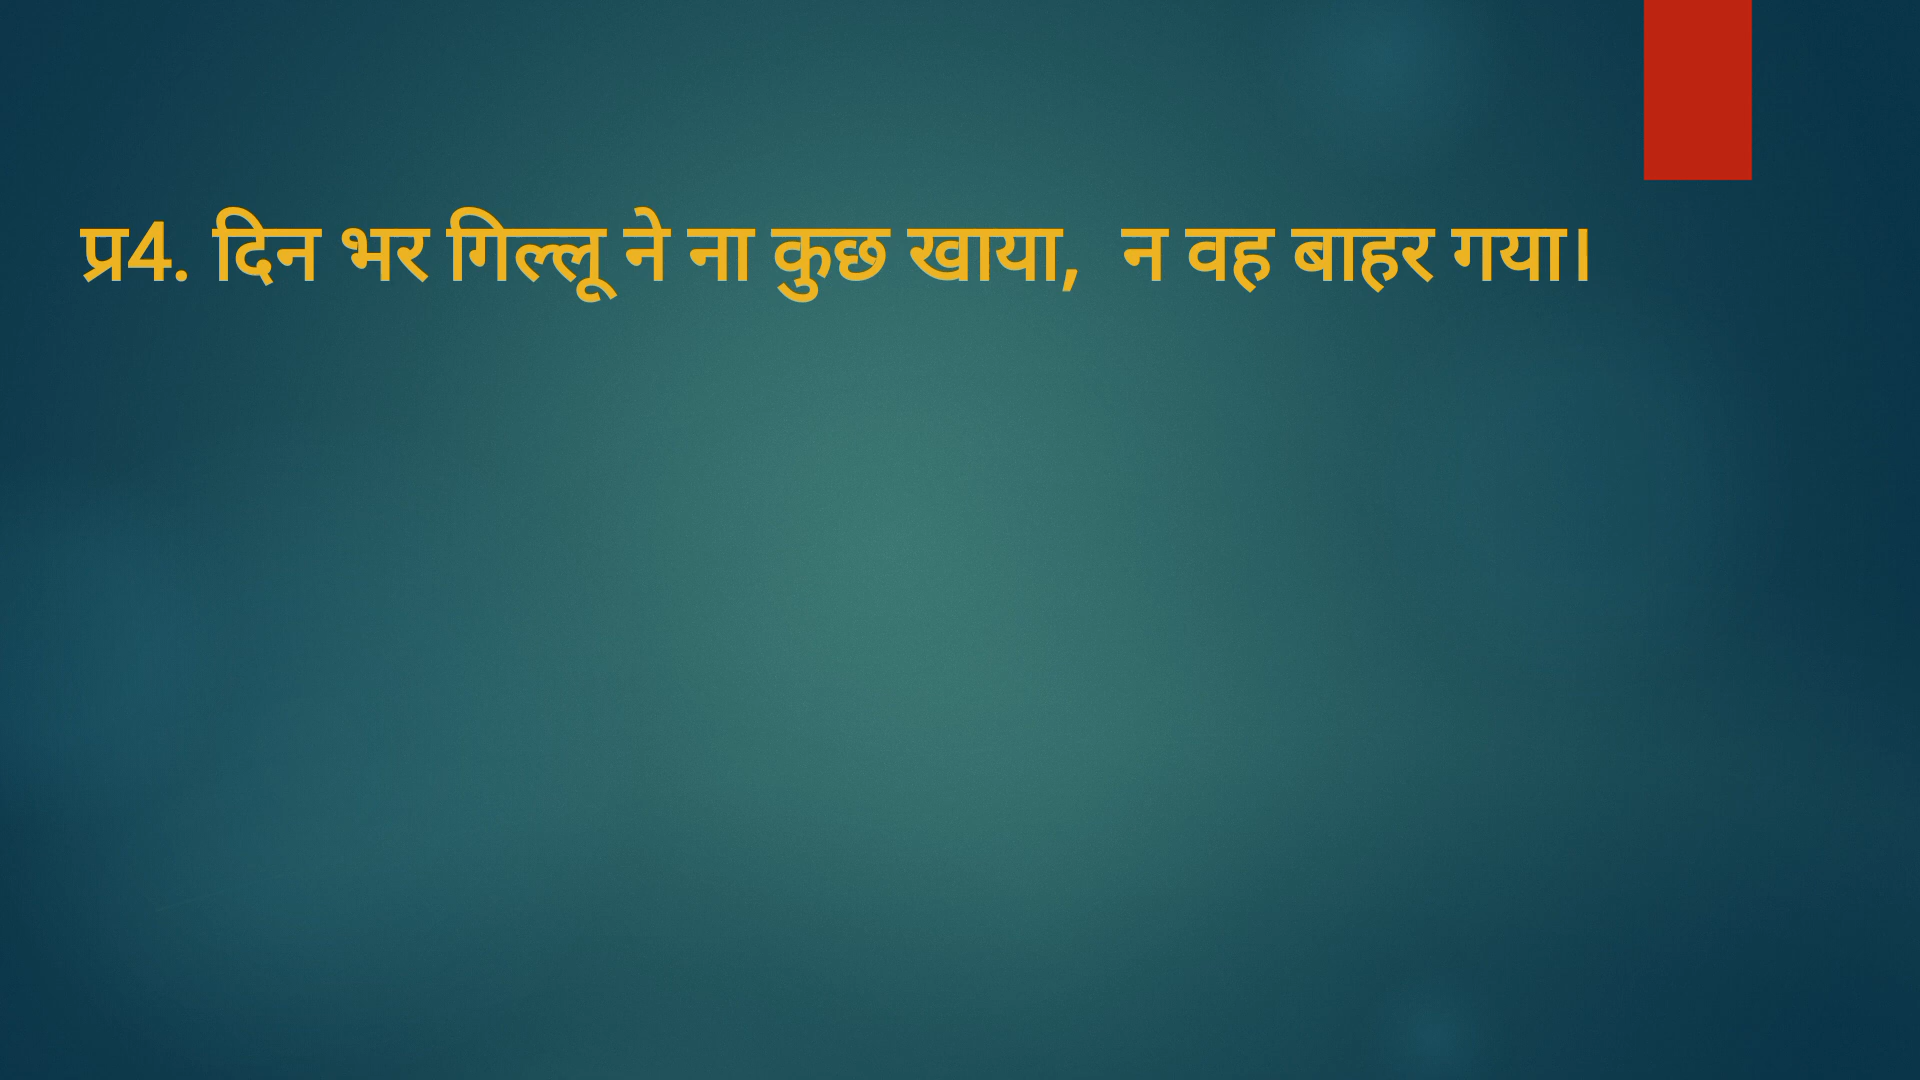 प्र4. दिन भर गिल्लू ने ना कुछ खाया,  न वह बाहर गया।